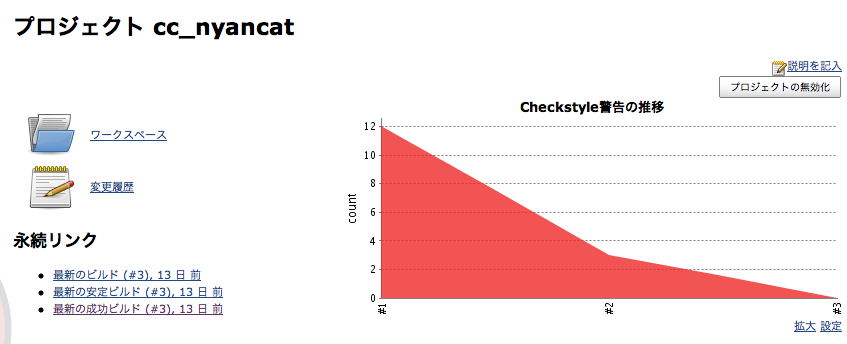 プロジェクト cc_nyancat
説明を記入
プロジェクトの無効化
ワークスペース
変更履歴
永続リンク
最新のビルド (#3), 13 日 前
最新の安定ビルド (#3), 13 日 前
最新の成功ビルド (#3), 13 日 前
Checkstyle警告の推移
count
12
10
8
6
4
2
0
#1
#2
#3
拡大 設定